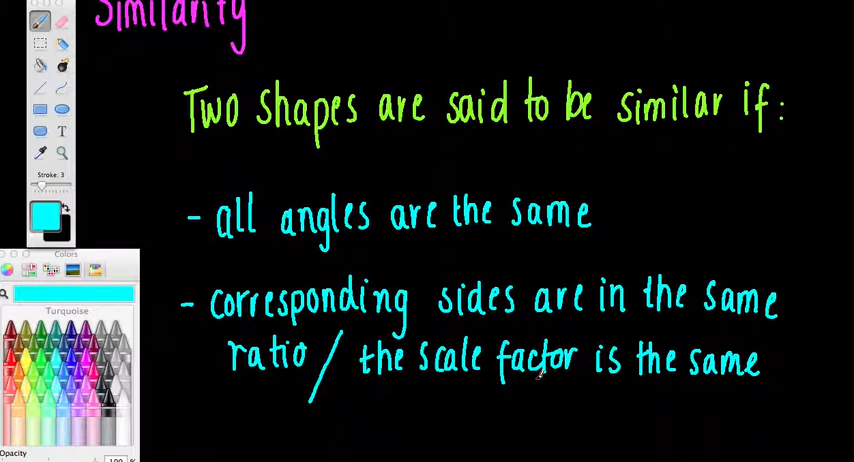 Similarity
Two shapes are said to be similar if:
- all angles are the same
- corresponding sides are in the same
ratio / the scale factor is the same
T
Stroke: 3
Colors
Turquoise
Opacity
100 %